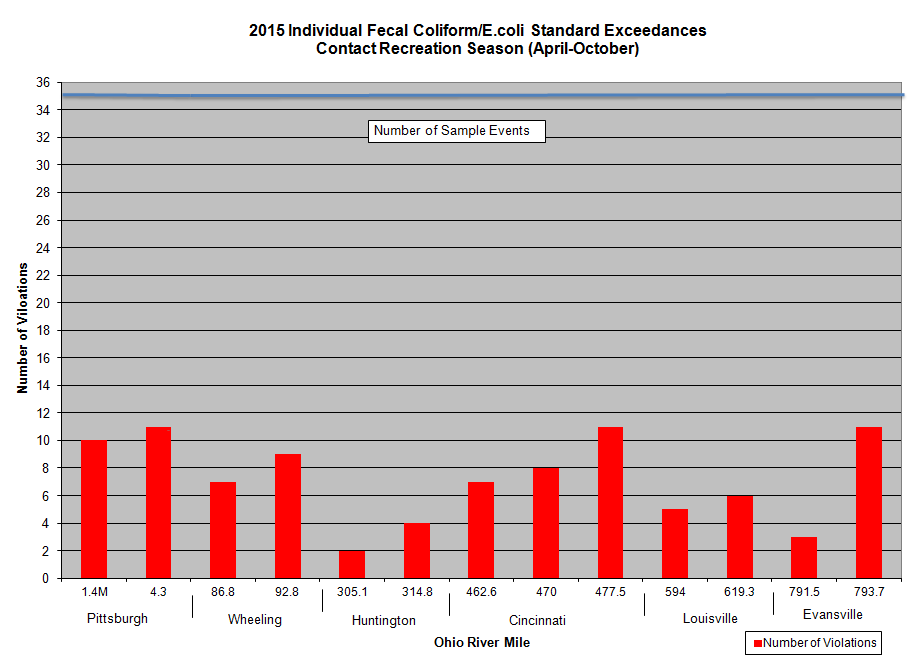 2015 Individual Fecal Coliform/E.coli Standard Exceedances
Contact Recreation Season (April-October)
36
34
32
30
28
26
24
22
20
18
16
14
12
10
8
6
4
2
0
Number of Viloations
Number of Sample Events
1.4M 4.3 86.8 92.8 305.1 314.8 462.6 470 477.5 594 619.3 791.5 793.7
Pittsburgh Wheeling Huntington Cincinnati Louisville Evansville
Ohio River Mile
Number of Violations